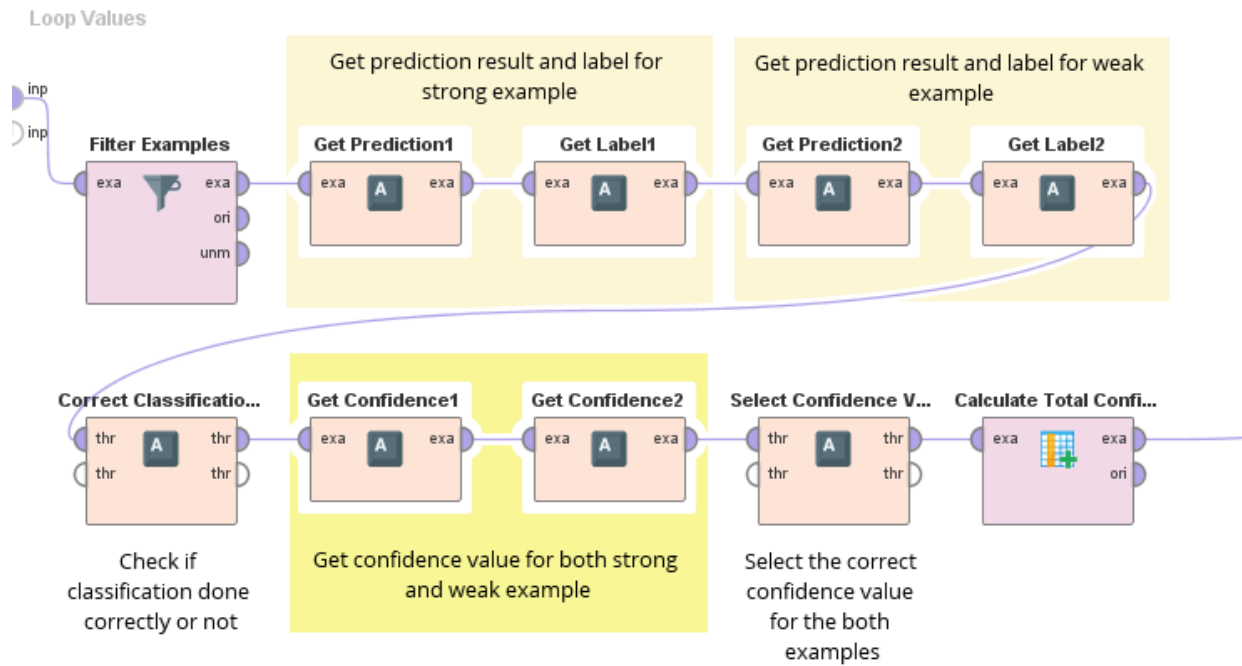 Loop Values
inp
inp
Get prediction result and label for
strong example
Get prediction result and label for weak
example
Filter Examples
Get Prediction1
Get Label1
Get Prediction2
Get Label2
exa exa
ori
unm
exa A exa
exa A exa
exa A exa
exa A exa
Correct Classificatio...
Get Confidence1
Get Confidence2
Select Confidence V...
Calculate Total Confi...
thr A thr
thr thr
exa A exa
exa A exa
thr A thr
thr thr
exa exa
ori
Check if
classification done
correctly or not
Get confidence value for both strong
and weak example
Select the correct
confidence value
for the both
examples